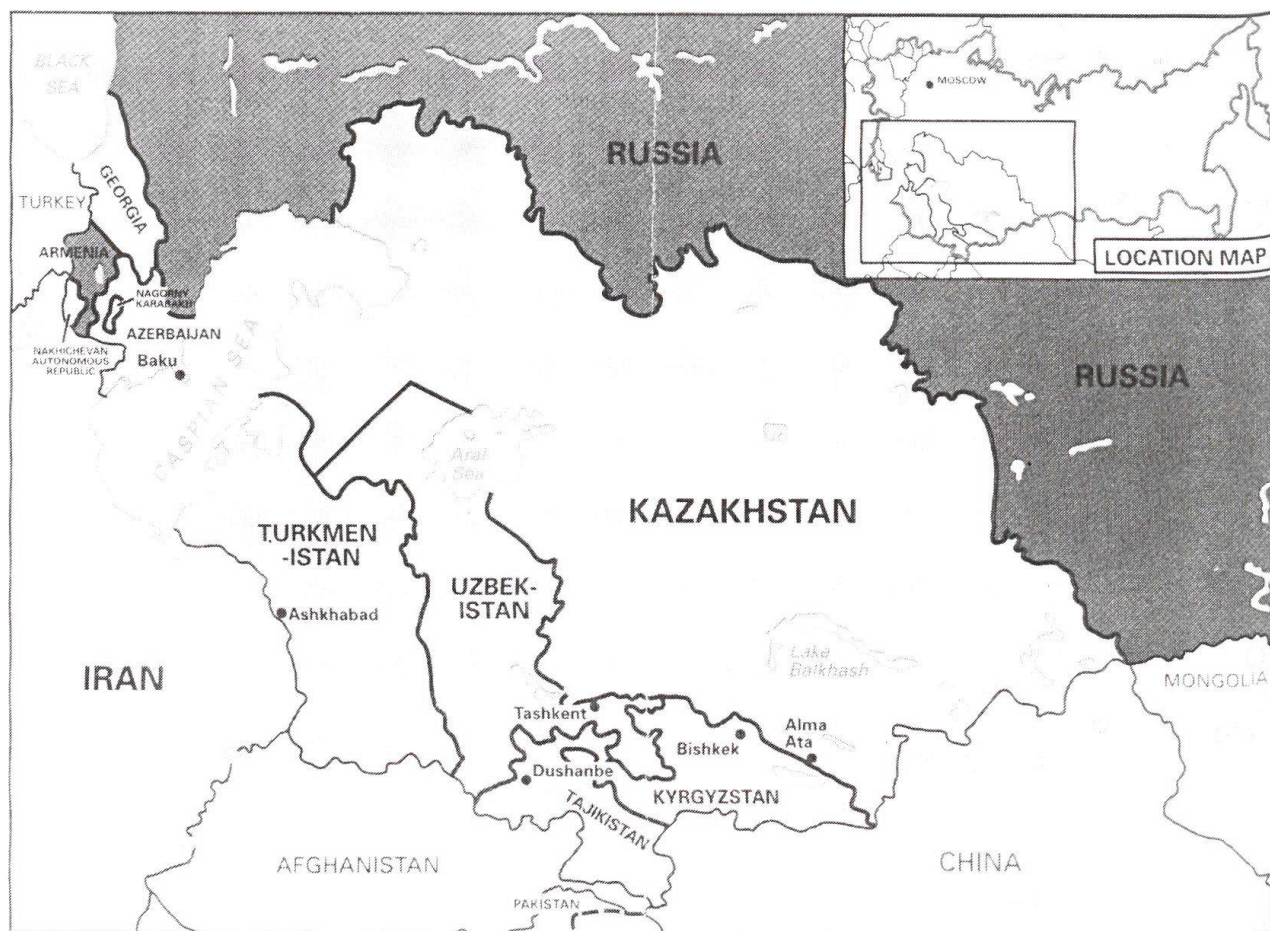 BLACK
SEA
MOSCOW
RUSSIA
GEORGIA
TURKEY
LOCATION MAP
ARMENIA
NAGORNY
KARABAKH
AZERBAIJAN
NAKHICHEVAN
AUTONOMOUS
REPUBLIC
Baku
CASPIAN SEA
RUSSIA
Aral
Sea
KAZAKHSTAN
TURKMEN
-ISTAN
UZBEK-
ISTAN
Ashkhabad
IRAN
Lake
Balkhash
MONGOLIA
Tashkent
Alma
Ata
Bishkek
Dushanbe
KYRGYZSTAN
TAJIKISTAN
AFGHANISTAN
CHINA
PAKISTAN